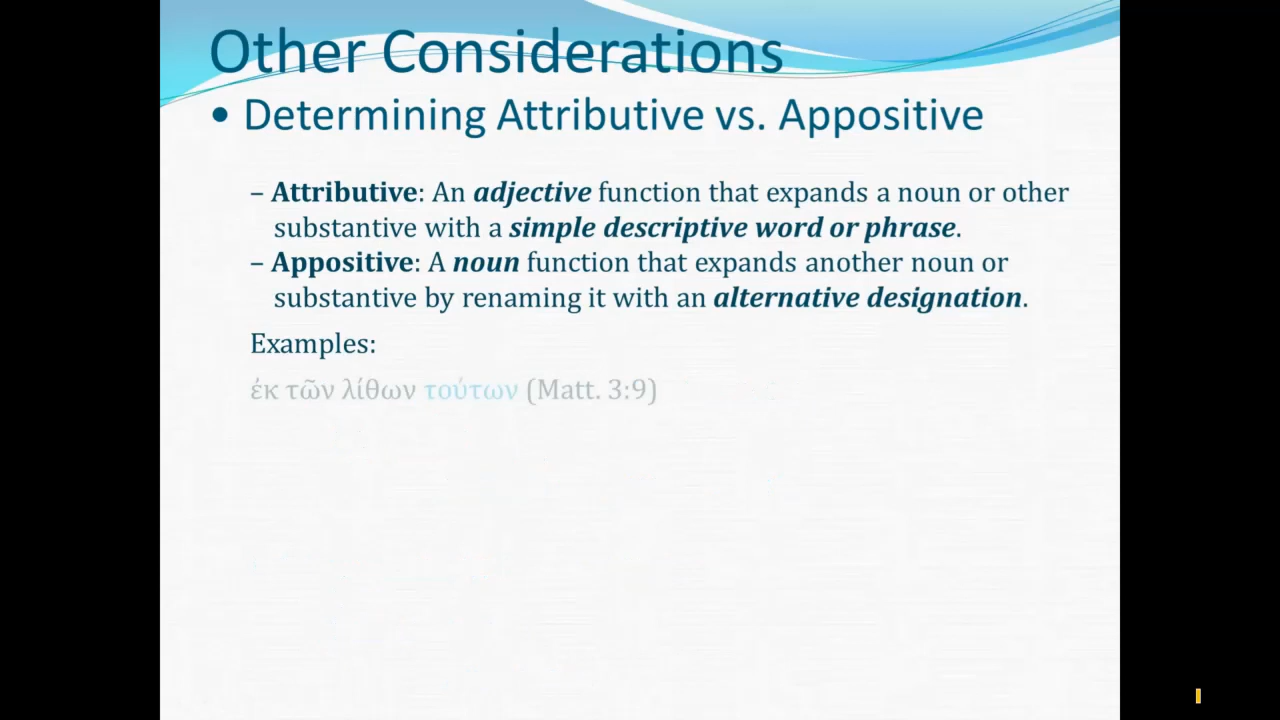 Other Considerations
• Determining Attributive vs. Appositive
– Attributive: An adjective function that expands a noun or other
substantive with a simple descriptive word or phrase.
– Appositive: A noun function that expands another noun or
substantive by renaming it with an alternative designation.
Examples:
ἐκ τῶν λίθων τούτων (Matt. 3:9)